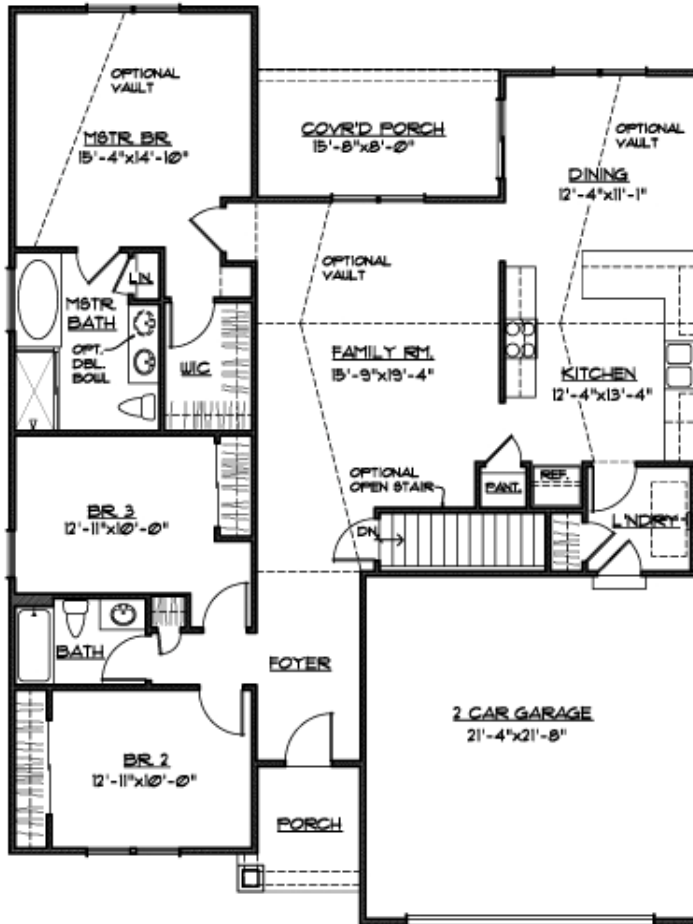 OPTIONAL
VAULT
MSTR BR
15'-4"x14'-10"
COVR'D PORCH
15'-8"x8'-0"
OPTIONAL
VAULT
DINING
12'-4"x11'-1"
OPTIONAL
VAULT
LIN.
MSTR.
BATH
OPT.
DBL.
BOWL
WIC
FAMILY RM.
15'-9"x19'-4"
KITCHEN
12'-4"x13'-4"
OPTIONAL
OPEN STAIR
PANT.
REF.
BR 3
12'-11"x10'-0"
DN.
L'NDRY
BATH
FOYER
2 CAR GARAGE
21'-4"x21'-8"
BR 2
12'-11"x10'-0"
PORCH